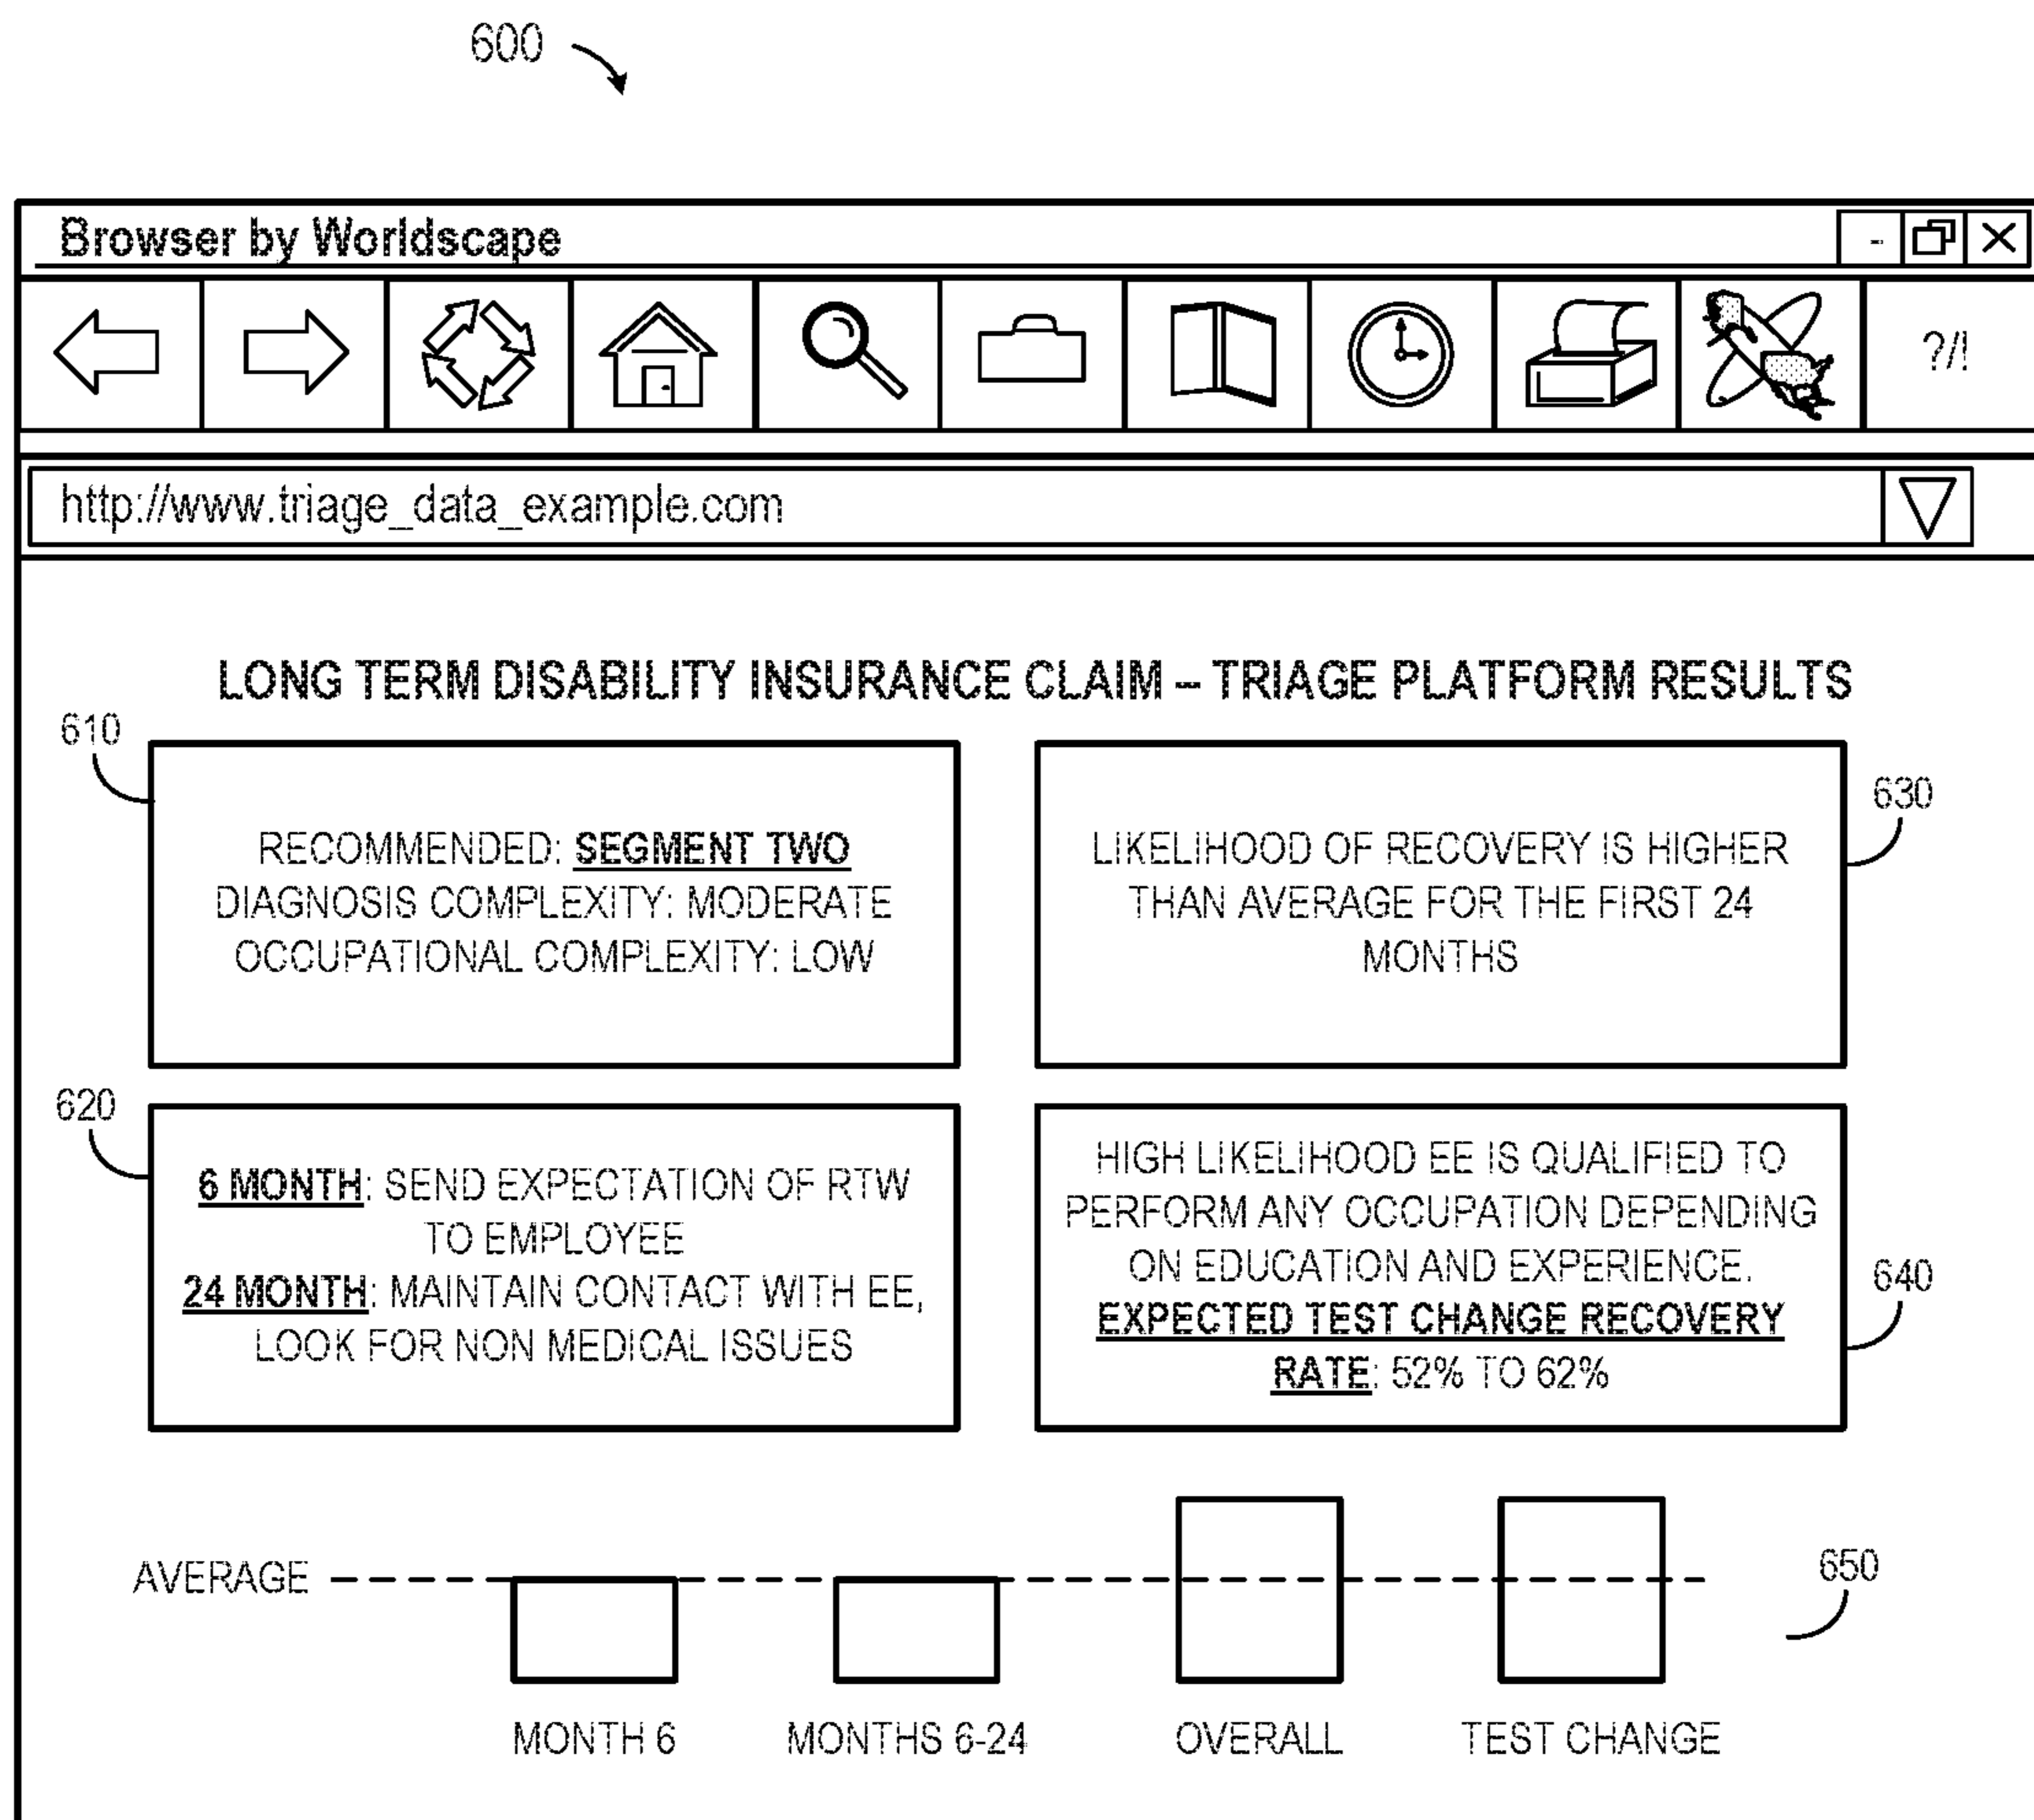 600
Browser by Worldscape
?/!
http://www.triage_data_example.com
LONG TERM DISABILITY INSURANCE CLAIM – TRIAGE PLATFORM RESULTS
610
RECOMMENDED: SEGMENT TWO
DIAGNOSIS COMPLEXITY: MODERATE
OCCUPATIONAL COMPLEXITY: LOW
630
LIKELIHOOD OF RECOVERY IS HIGHER
THAN AVERAGE FOR THE FIRST 24
MONTHS
620
6 MONTH: SEND EXPECTATION OF RTW
TO EMPLOYEE
24 MONTH: MAINTAIN CONTACT WITH EE,
LOOK FOR NON MEDICAL ISSUES
HIGH LIKELIHOOD EE IS QUALIFIED TO
PERFORM ANY OCCUPATION DEPENDING
ON EDUCATION AND EXPERIENCE.
EXPECTED TEST CHANGE RECOVERY
RATE: 52% TO 62%
640
AVERAGE
650
MONTH 6
MONTHS 6-24
OVERALL
TEST CHANGE